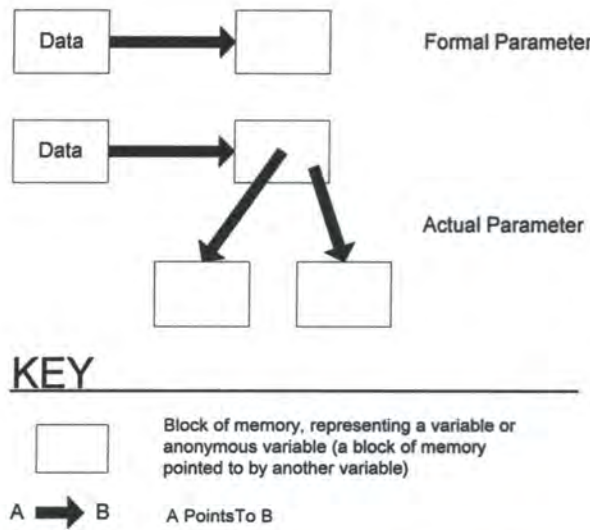 Data
Formal Parameter
Data
Actual Parameter
KEY
Block of memory, representing a variable or
anonymous variable (a block of memory
pointed to by another variable)
A B A PointsTo B